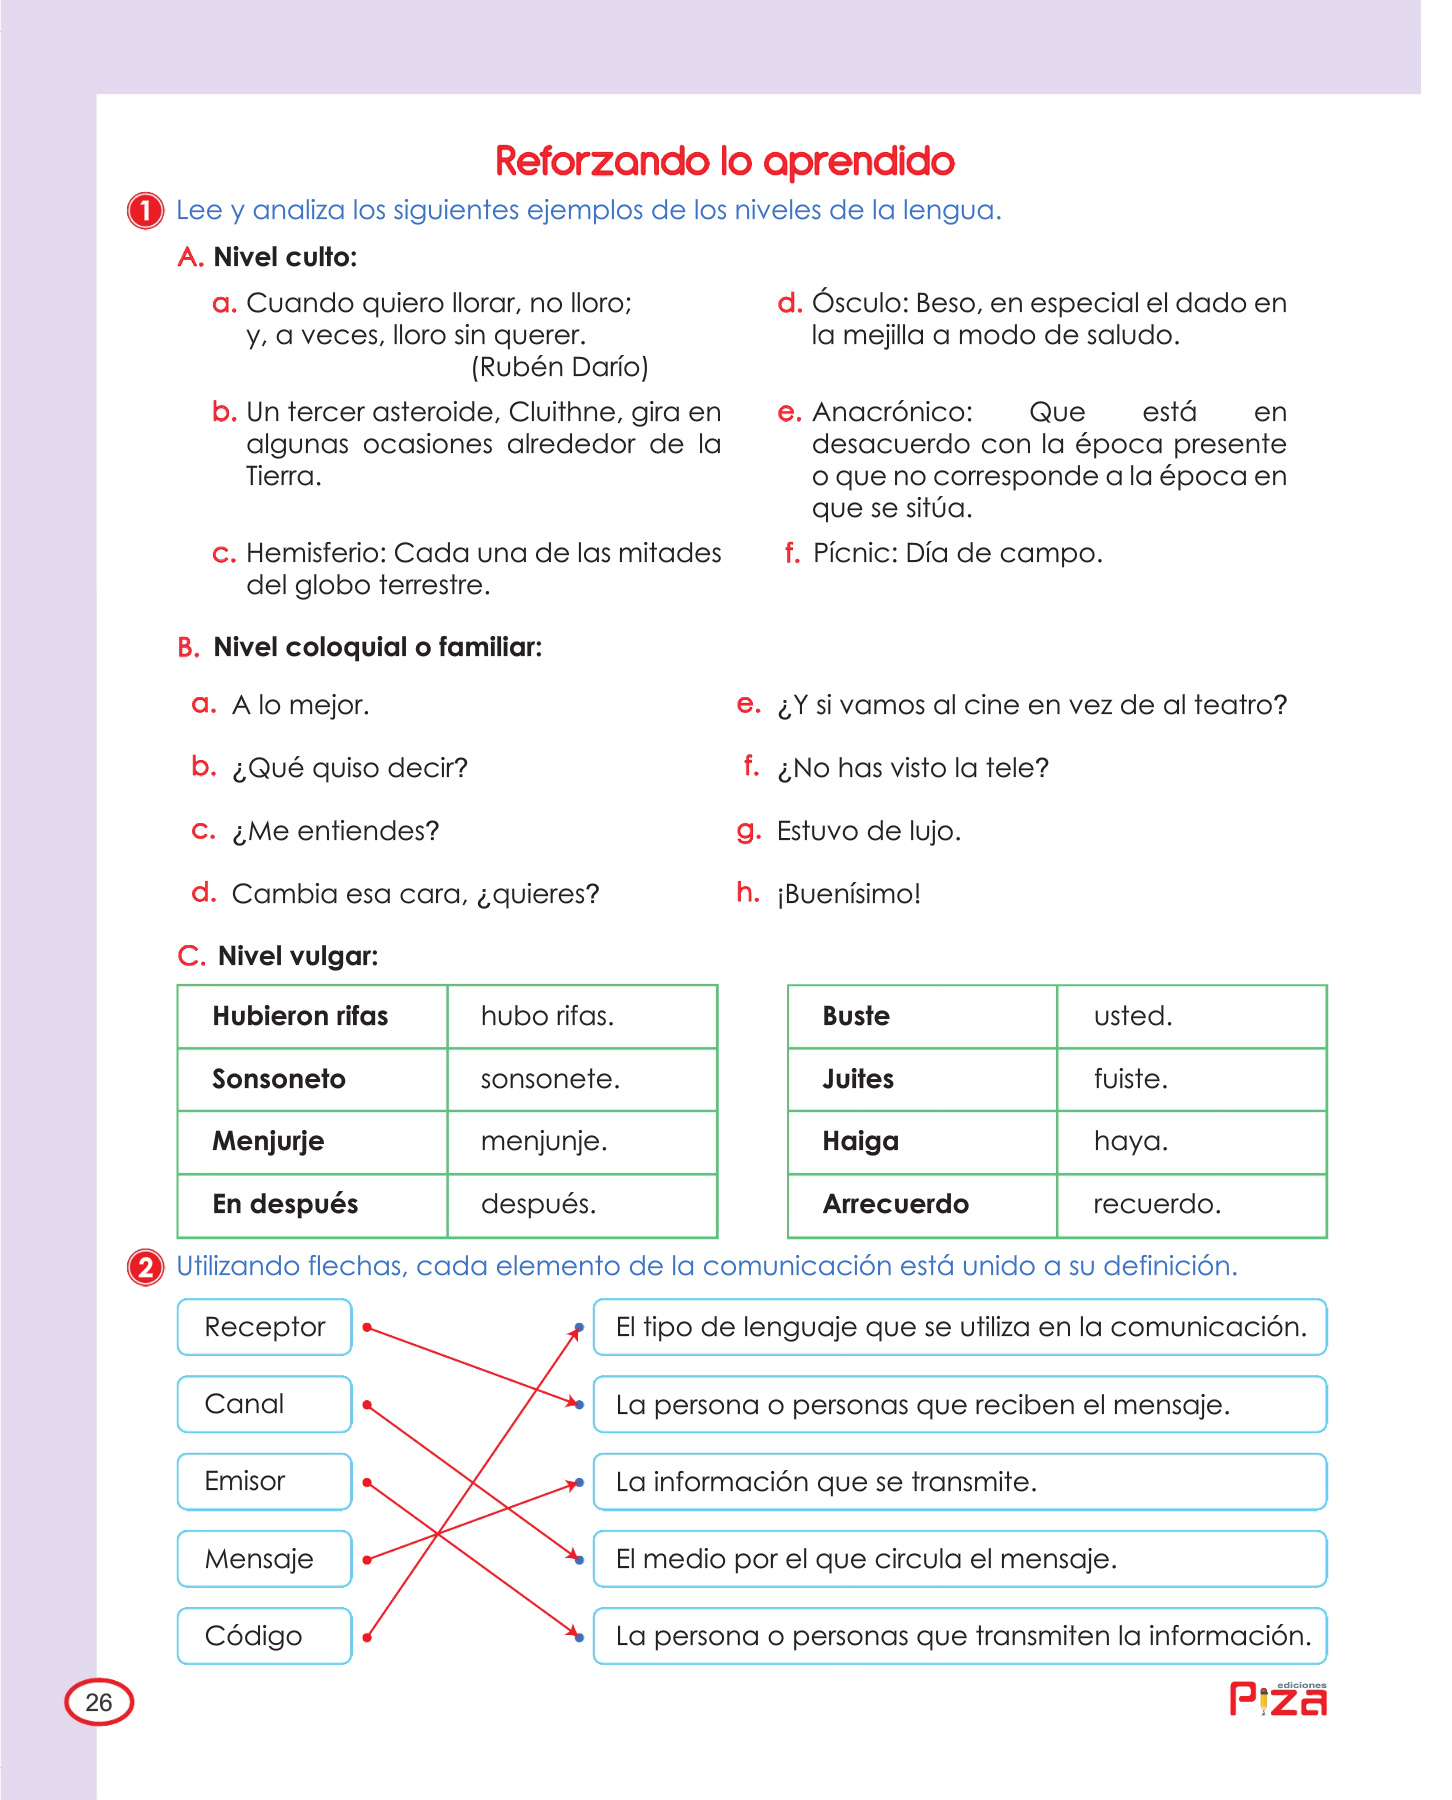 Reforzando lo aprendido
1 Lee y analiza los siguientes ejemplos de los niveles de la lengua.
A. Nivel culto:
a. Cuando quiero llorar, no lloro;
y, a veces, lloro sin querer.
(Rubén Darío)
b. Un tercer asteroide, Cluithne, gira en
algunas ocasiones alrededor de la
Tierra.
c. Hemisferio: Cada una de las mitades
del globo terrestre.
d. Ósculo: Beso, en especial el dado en
la mejilla a modo de saludo.
e. Anacrónico: Que está en
desacuerdo con la época presente
o que no corresponde a la época en
que se sitúa.
f. Pícnic: Día de campo.
B. Nivel coloquial o familiar:
a. A lo mejor.
b. ¿Qué quiso decir?
c. ¿Me entiendes?
d. Cambia esa cara, ¿quieres?
e. ¿Y si vamos al cine en vez de al teatro?
f. ¿No has visto la tele?
g. Estuvo de lujo.
h. ¡Buenísimo!
C. Nivel vulgar:
Hubieron rifas hubo rifas.
Sonsoneto sonsonete.
Menjurje menjunje.
En después después.
Buste usted.
Juites fuiste.
Haiga haya.
Arrecuerdo recuerdo.
2 Utilizando flechas, cada elemento de la comunicación está unido a su definición.
Receptor
Canal
Emisor
Mensaje
Código
El tipo de lenguaje que se utiliza en la comunicación.
La persona o personas que reciben el mensaje.
La información que se transmite.
El medio por el que circula el mensaje.
La persona o personas que transmiten la información.
26
ediciones
Piza